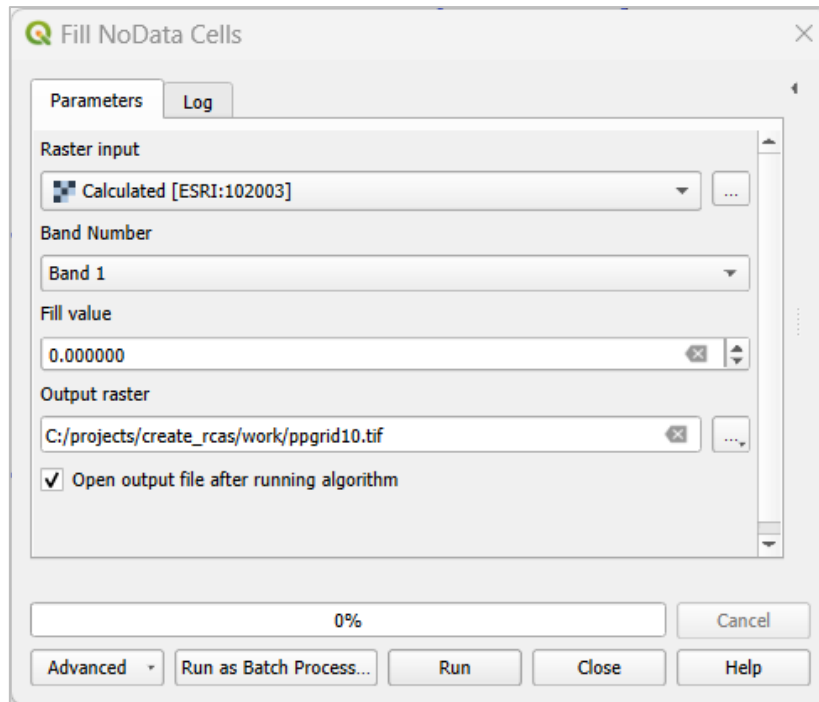 Fill NoData Cells
Parameters Log
Raster input
Calculated [ESRI:102003] ...
Band Number
Band 1
Fill value
0.000000
Output raster
C:/projects/create_rcas/work/ppgrid10.tif ...
Open output file after running algorithm
0% Cancel
Advanced Run as Batch Process... Run Close Help